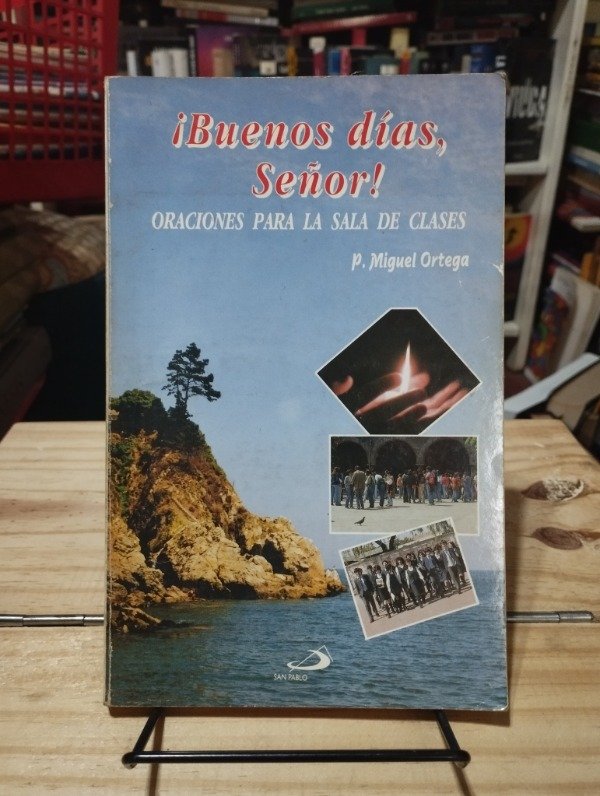 ¡Buenos días,
Señor!
ORACIONES PARA LA SALA DE CLASES
P. Miguel Ortega
SAN PABLO